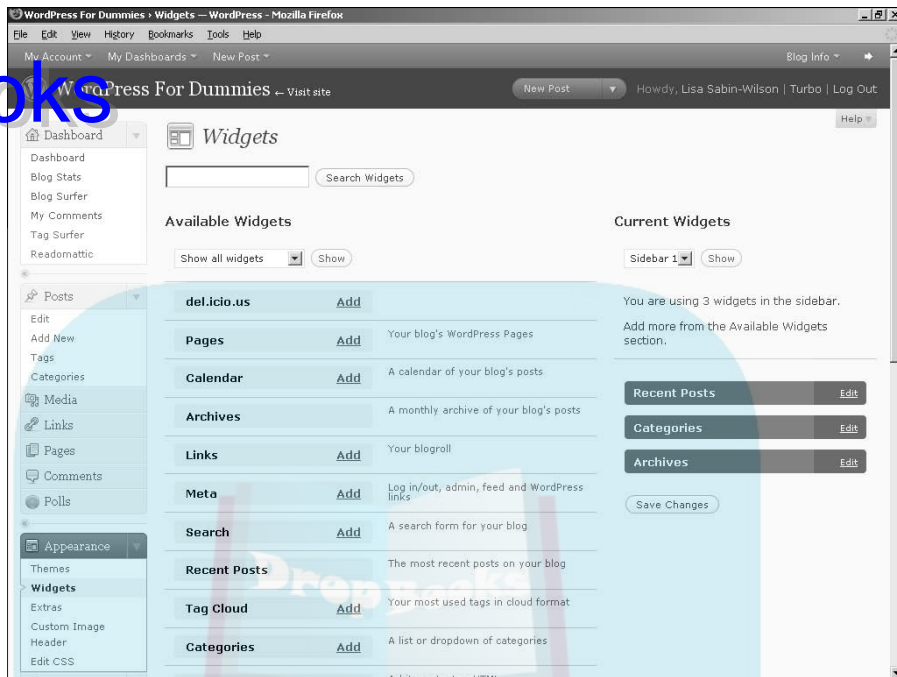 WordPress For Dummies › Widgets — WordPress - Mozilla Firefox
File Edit View History Bookmarks Tools Help
My Account My Dashboards New Post Blog Info
WordPress For Dummies ← Visit site New Post Howdy, Lisa Sabin-Wilson | Turbo | Log Out
oks
Help
Dashboard
Dashboard
Blog Stats
Blog Surfer
My Comments
Tag Surfer
Readomattic
Posts
Edit
Add New
Tags
Categories
Media
Links
Pages
Comments
Polls
Appearance
Themes
Widgets
Extras
Custom Image
Header
Edit CSS
Widgets
Search Widgets
Available Widgets
Show all widgets Show
del.icio.us Add
Pages Add Your blog's WordPress Pages
Calendar Add A calendar of your blog's posts
Archives A monthly archive of your blog's posts
Links Add Your blogroll
Meta Add Log in/out, admin, feed and WordPress
links
Search Add A search form for your blog
Recent Posts The most recent posts on your blog
Tag Cloud Add Your most used tags in cloud format
Categories Add A list or dropdown of categories
DropBooks
Current Widgets
Sidebar 1 Show
You are using 3 widgets in the sidebar.
Add more from the Available Widgets
section.
Recent Posts Edit
Categories Edit
Archives Edit
Save Changes